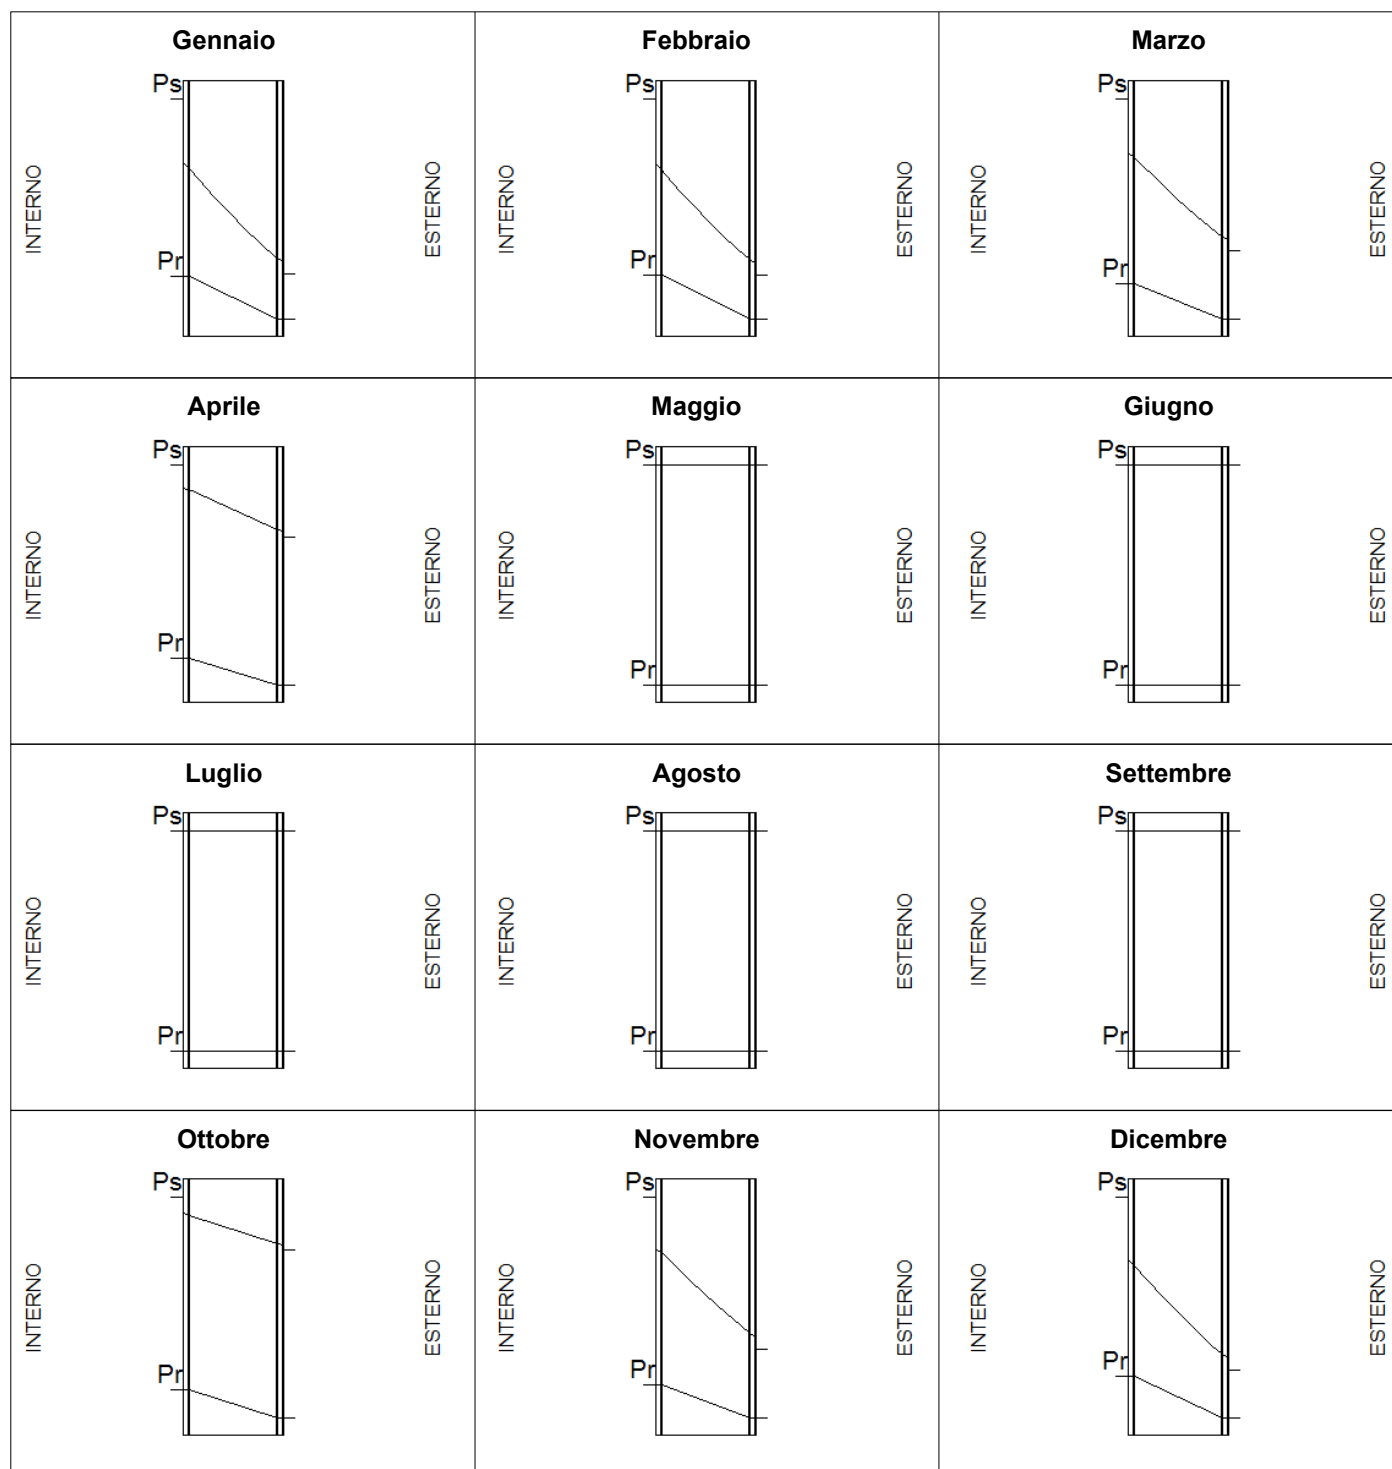 Gennaio
Ps
INTERNO
Pr
ESTERNO
Febbraio
Ps
INTERNO
Pr
ESTERNO
Marzo
Ps
INTERNO
Pr
ESTERNO
Aprile
Ps
INTERNO
Pr
ESTERNO
Maggio
Ps
INTERNO
Pr
ESTERNO
Giugno
Ps
INTERNO
Pr
ESTERNO
Luglio
Ps
INTERNO
Pr
ESTERNO
Agosto
Ps
INTERNO
Pr
ESTERNO
Settembre
Ps
INTERNO
Pr
ESTERNO
Ottobre
Ps
INTERNO
Pr
ESTERNO
Novembre
Ps
INTERNO
Pr
ESTERNO
Dicembre
Ps
INTERNO
Pr
ESTERNO